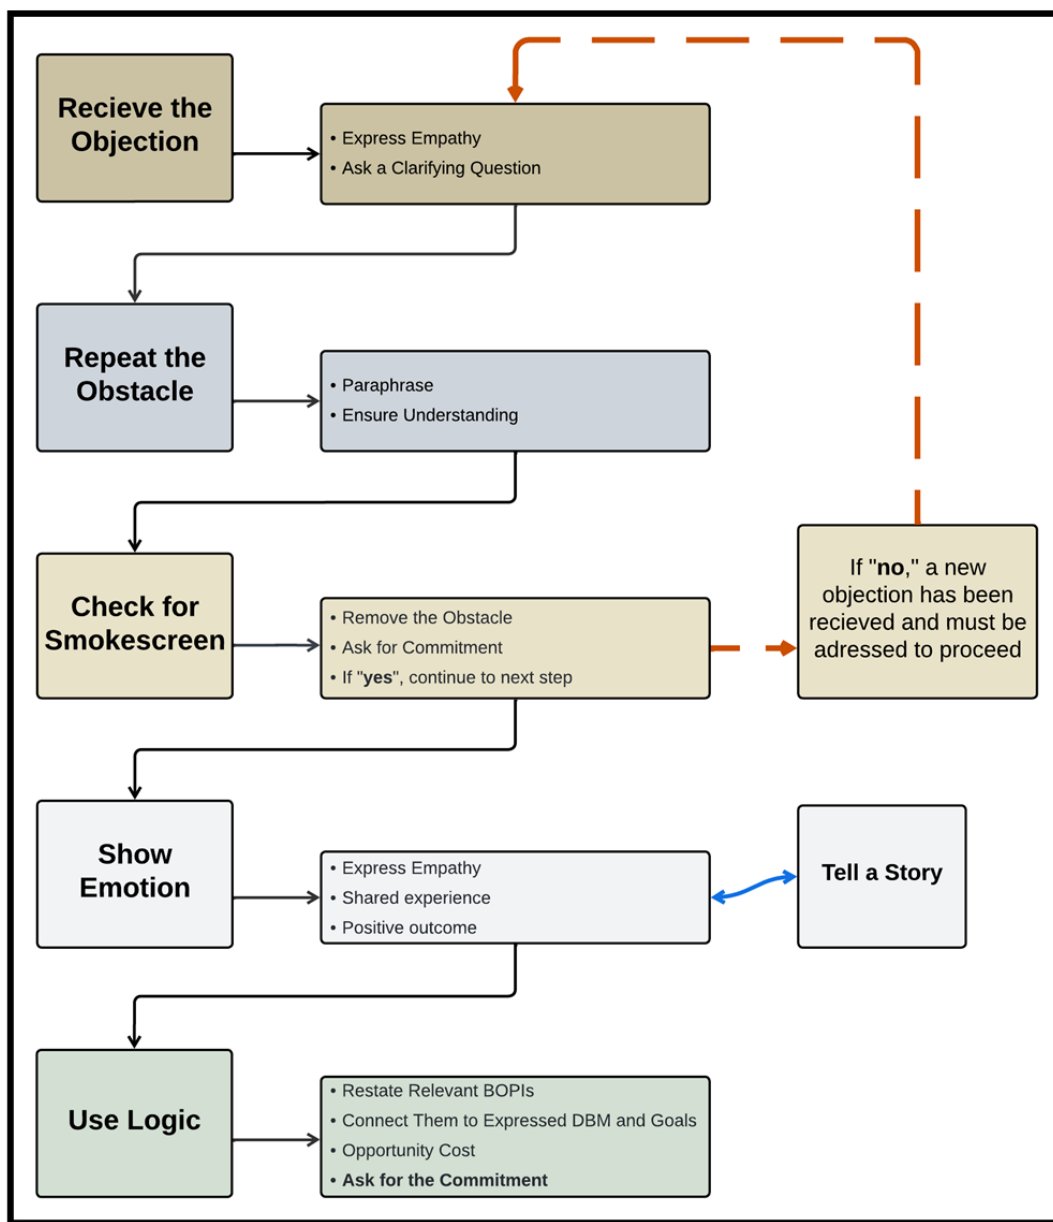 Recieve the
Objection
• Express Empathy
• Ask a Clarifying Question
Repeat the
Obstacle
• Paraphrase
• Ensure Understanding
Check for
Smokescreen
• Remove the Obstacle
• Ask for Commitment
• If "yes", continue to next step
If "no," a new
objection has been
recieved and must be
adressed to proceed
Show
Emotion
• Express Empathy
• Shared experience
• Positive outcome
Tell a Story
Use Logic
• Restate Relevant BOPIs
• Connect Them to Expressed DBM and Goals
• Opportunity Cost
• Ask for the Commitment